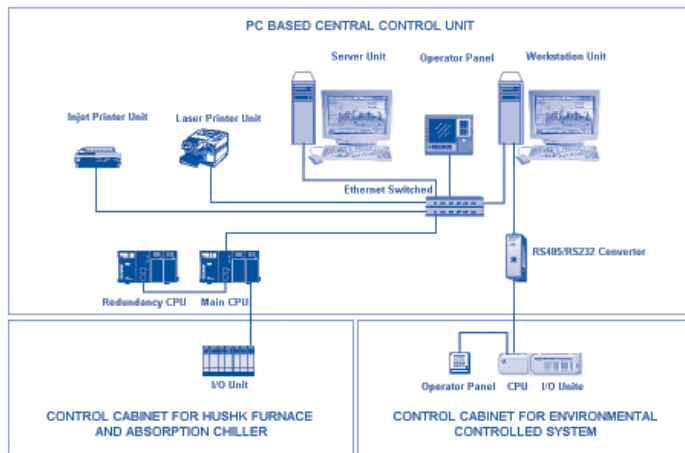 PC BASED CENTRAL CONTROL UNIT
Server Unit
Operator Panel
Workstation Unit
Injet Printer Unit
Laser Printer Unit
Ethernet Switched
RS485/RS232 Converter
Redundancy CPU
Main CPU
I/O Unit
Operator Panel
CPU
I/O Unite
CONTROL CABINET FOR HUSHK FURNACE
AND ABSORPTION CHILLER
CONTROL CABINET FOR ENVIRONMENTAL
CONTROLLED SYSTEM